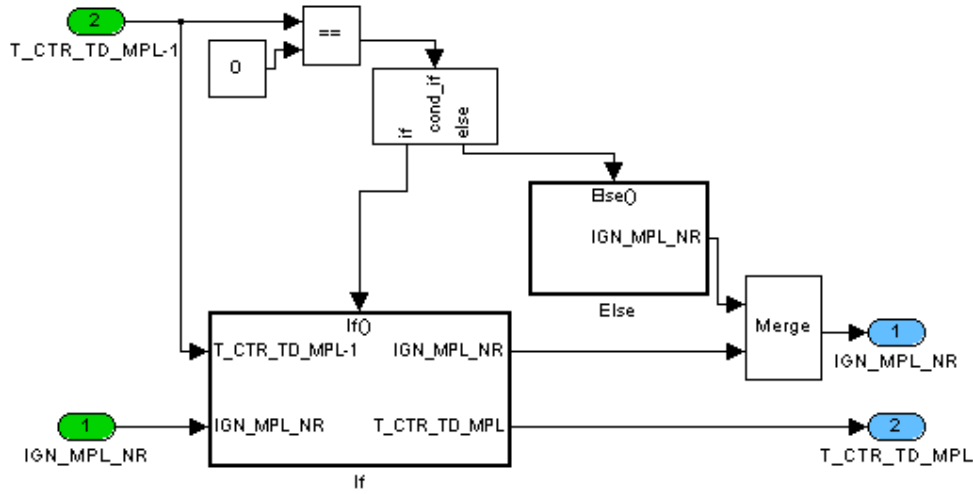 2
T_CTR_TD_MPL-1
==
0
if
cond_if
else
Else()
IGN_MPL_NR
Else
If()
T_CTR_TD_MPL-1
IGN_MPL_NR
Merge
1
IGN_MPL_NR
1
IGN_MPL_NR
IGN_MPL_NR
T_CTR_TD_MPL
2
T_CTR_TD_MPL
If